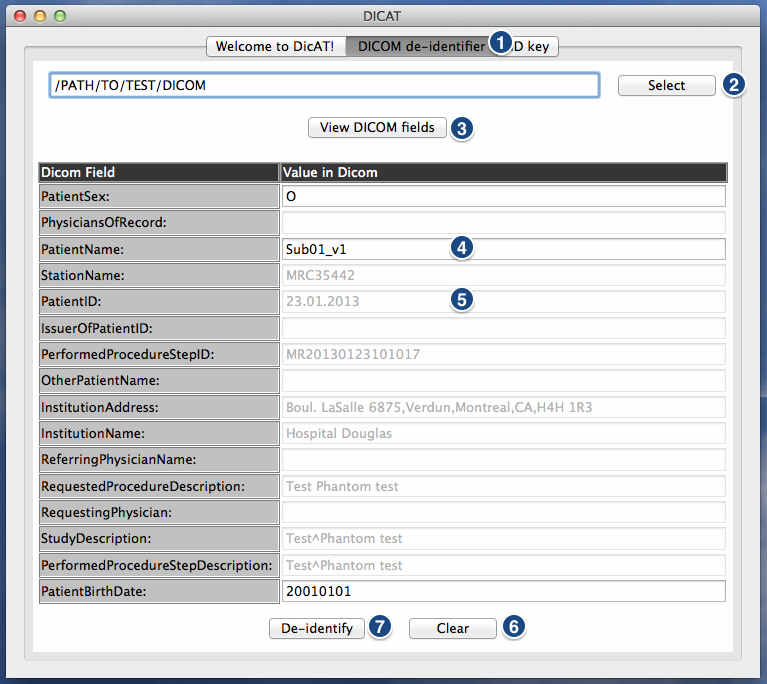 DICAT
Welcome to DicAT! DICOM de-identifier 1 D key
/PATH/TO/TEST/DICOM Select 2
View DICOM fields 3
Dicom Field Value in Dicom
PatientSex: O
PhysiciansOfRecord:
PatientName: Sub01_v1 4
StationName: MRC35442
PatientID: 23.01.2013 5
IssuerOfPatientID:
PerformedProcedureStepID: MR20130123101017
OtherPatientName:
InstitutionAddress: Boul. LaSalle 6875,Verdun,Montreal,CA,H4H 1R3
InstitutionName: Hospital Douglas
ReferringPhysicianName:
RequestedProcedureDescription: Test Phantom test
RequestingPhysician:
StudyDescription: Test^Phantom test
PerformedProcedureStepDescription: Test^Phantom test
PatientBirthDate: 20010101
De-identify 7 Clear 6